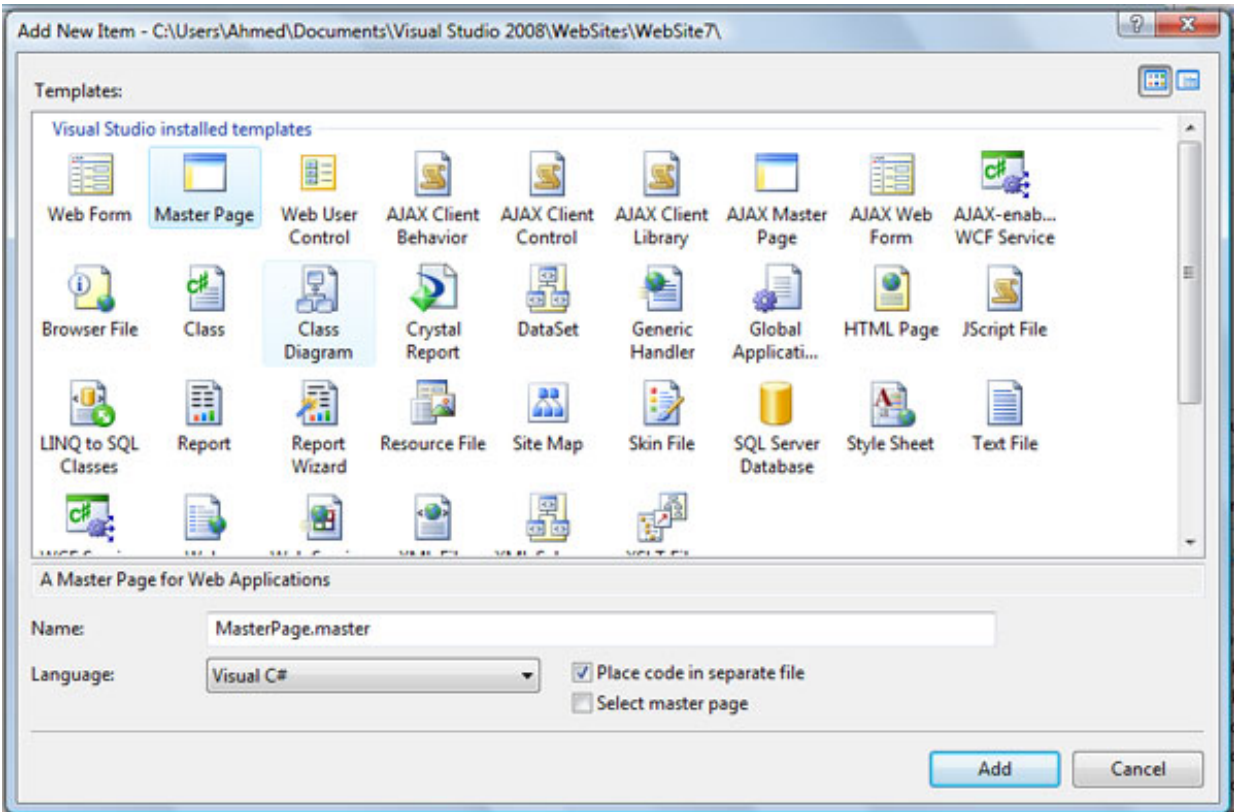 Add New Item - C:\Users\Ahmed\Documents\Visual Studio 2008\WebSites\WebSite7\
Templates:
Visual Studio installed templates
Web Form
Master Page
Web User
Control
AJAX Client
Behavior
AJAX Client
Control
AJAX Client
Library
AJAX Master
Page
AJAX Web
Form
AJAX-enab...
WCF Service
Browser File
Class
Class
Diagram
Crystal
Report
DataSet
Generic
Handler
Global
Applicati...
HTML Page
JScript File
LINQ to SQL
Classes
Report
Report
Wizard
Resource File
Site Map
Skin File
SQL Server
Database
Style Sheet
Text File
A Master Page for Web Applications
Name:
MasterPage.master
Language:
Visual C#
Place code in separate file
Select master page
Add
Cancel